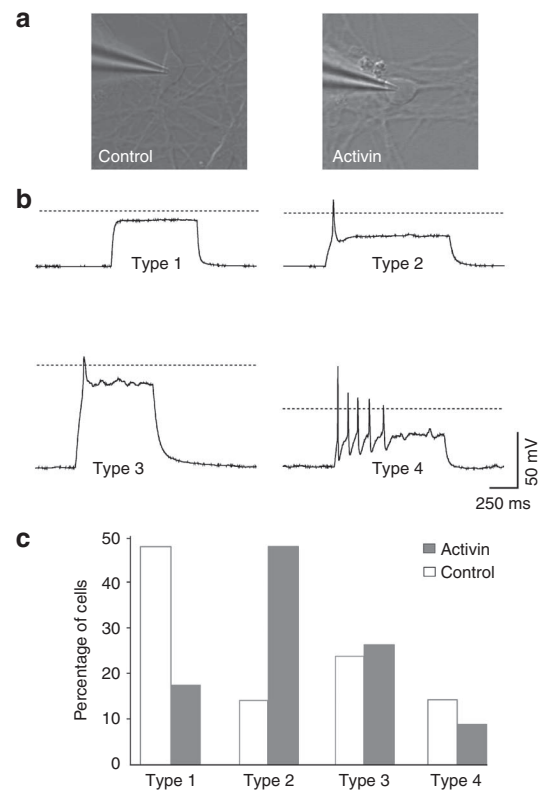 a
Control
Activin
b
Type 1
Type 2
Type 3
Type 4
50 mV
250 ms
c
Percentage of cells
50
40
30
20
10
0
Activin
Control
Type 1
Type 2
Type 3
Type 4